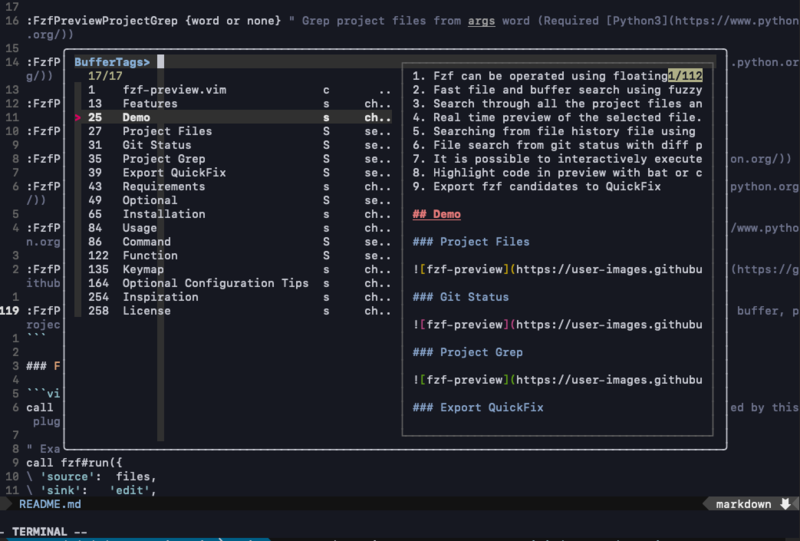 17
16 :FzfPreviewProjectGrep {word or none} " Grep project files from args word (Required [Python3](https://www.python
.org/))
15
14 :FzfP .python.or
g/))
13
12 :FzfP
11
10 :FzfP
9
8 :FzfP on.org/))
7
6 :FzfP python.org
/))
5
4 :FzfP /www.pytho
n.org
3
2 :FzfP (https://g
ithub
1
119 :FzfP buffer, p
rojec
1 ```
2
3 ### F
4
5 ```vi
6 call ed by this
plug
7
8 " Exa
9 call fzf#run({
10 \ 'source': files,
11 \ 'sink': 'edit',
BufferTags>
17/17
1 fzf-preview.vim c ..
13 Features s ch..
> 25 Demo s ch..
27 Project Files S se..
31 Git Status S se..
35 Project Grep S se..
39 Export QuickFix S se..
43 Requirements s ch..
49 Optional S se..
65 Installation s ch..
84 Usage s ch..
86 Command S se..
122 Function S se..
135 Keymap s ch..
164 Optional Configuration Tips s ch..
254 Inspiration s ch..
258 License s ch..
1. Fzf can be operated using floating 1/112
2. Fast file and buffer search using fuzzy
3. Search through all the project files an
4. Real time preview of the selected file.
5. Searching from file history file using
6. File search from git status with diff p
7. It is possible to interactively execute
8. Highlight code in preview with bat or c
9. Export fzf candidates to QuickFix
## Demo
### Project Files
![fzf-preview](https://user-images.githubu
### Git Status
![fzf-preview](https://user-images.githubu
### Project Grep
![fzf-preview](https://user-images.githubu
### Export QuickFix
README.md markdown
- TERMINAL --